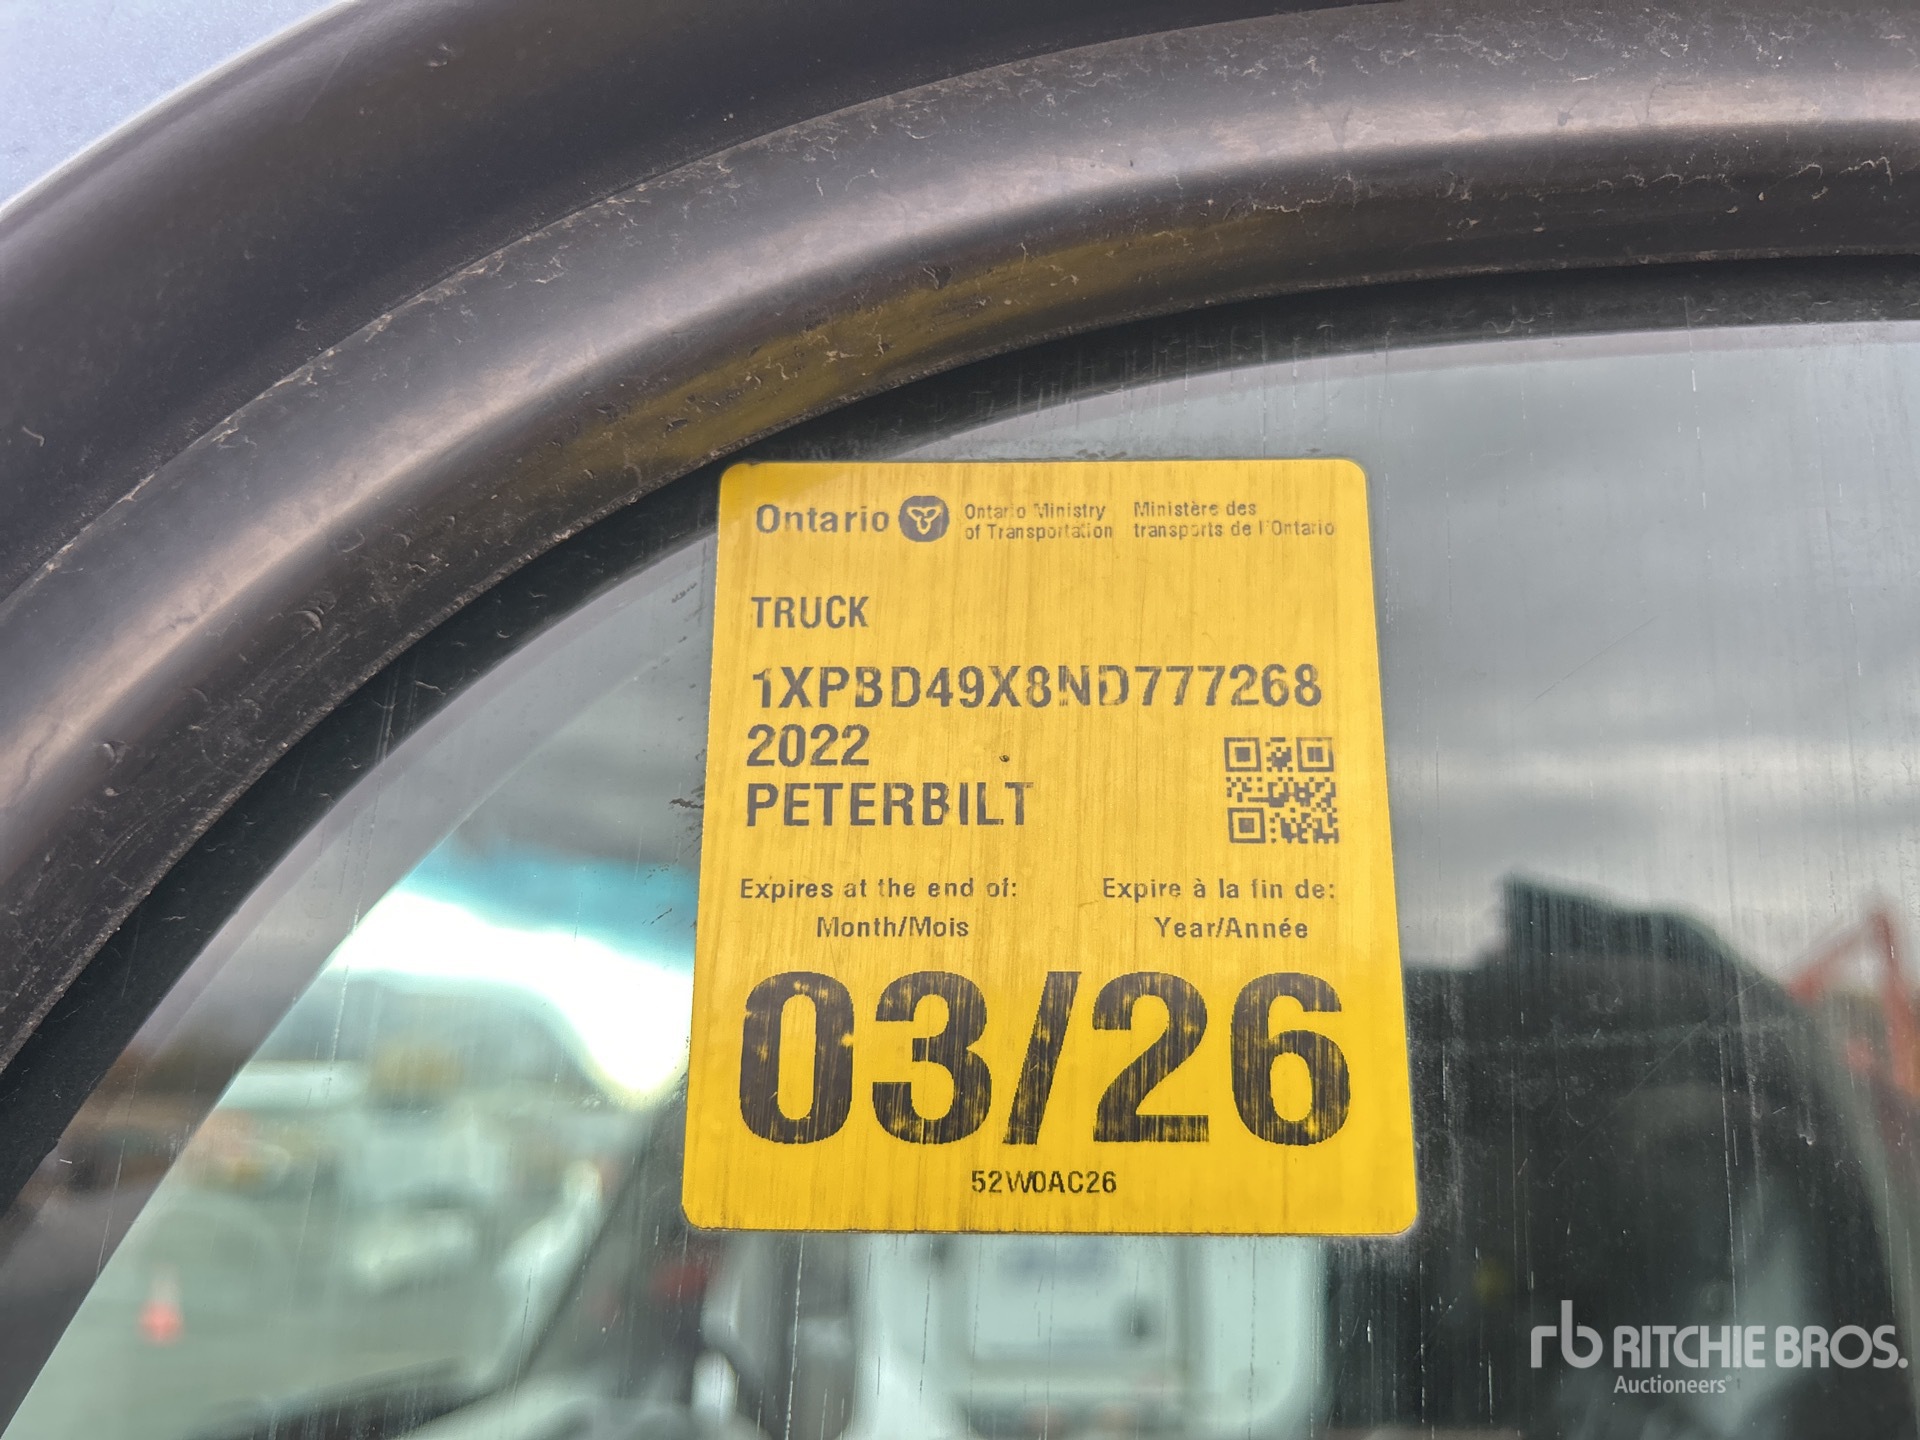 Ontario
Ontario Ministry
of Transportation
Ministère des
transports de l'Ontario
TRUCK
1XPBD49X8ND777268
2022
PETERBILT
Expires at the end of:
Month/Mois
Expire à la fin de:
Year/Année
03/26
52W0AC26
rb RITCHIE BROS.
Auctioneers